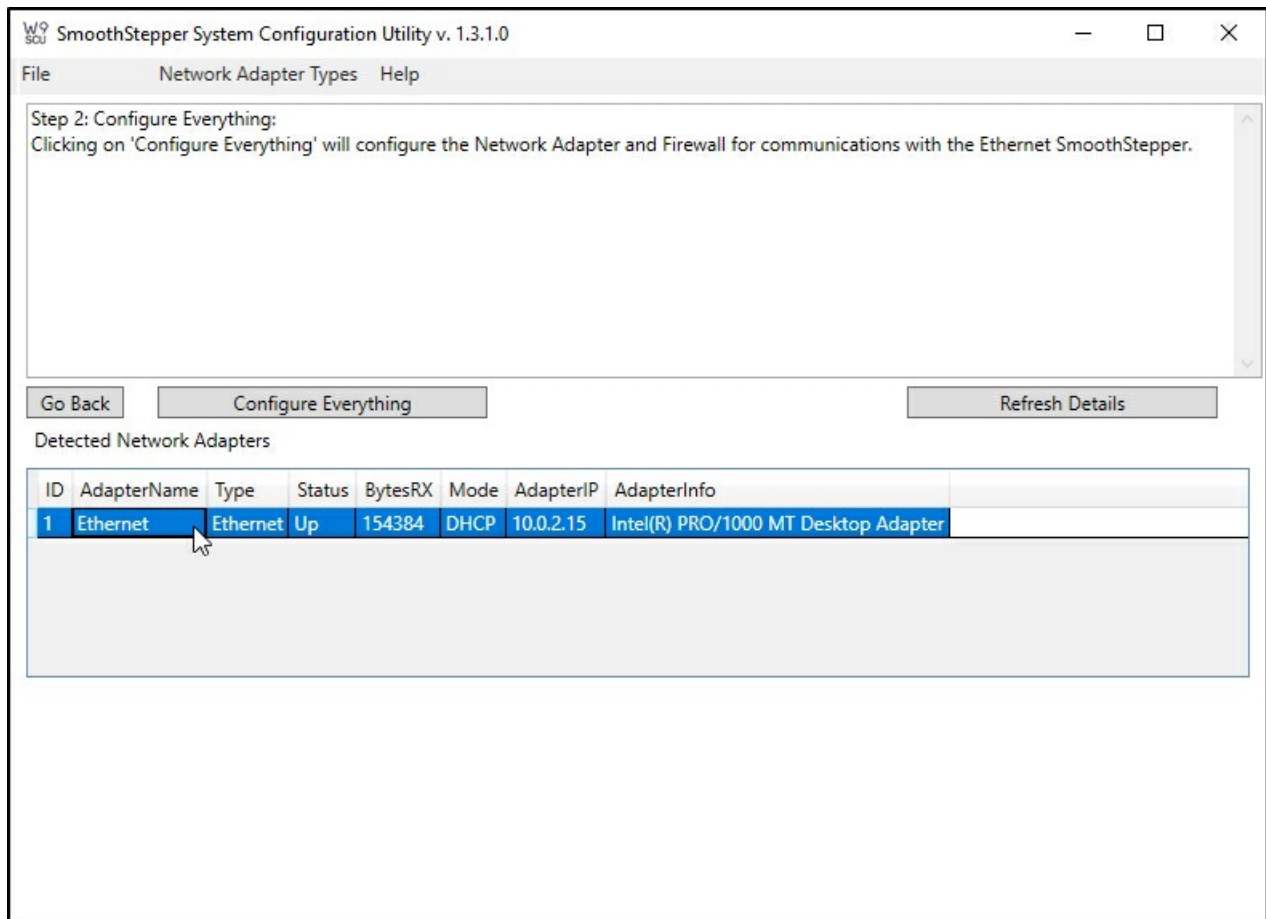 W9
SCU
SmoothStepper System Configuration Utility v. 1.3.1.0
File Network Adapter Types Help
Step 2: Configure Everything:
Clicking on 'Configure Everything' will configure the Network Adapter and Firewall for communications with the Ethernet SmoothStepper.
Go Back Configure Everything Refresh Details
Detected Network Adapters
ID AdapterName Type Status BytesRX Mode AdapterIP AdapterInfo
1 Ethernet Ethernet Up 154384 DHCP 10.0.2.15 Intel(R) PRO/1000 MT Desktop Adapter